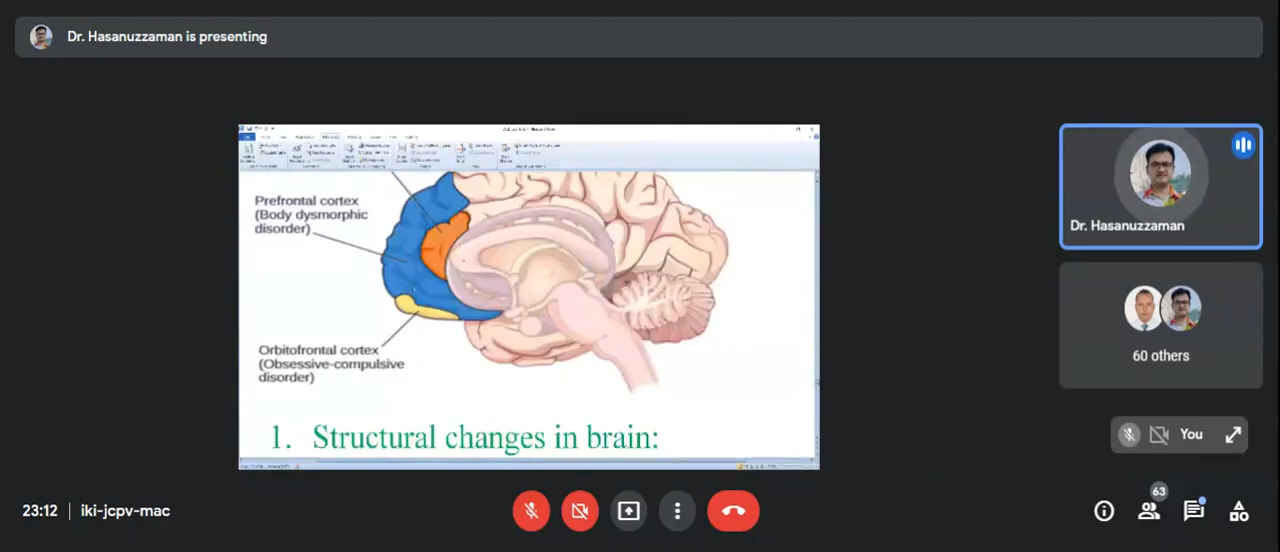 Dr. Hasanuzzaman is presenting
Prefrontal cortex
(Body dysmorphic
disorder)
Orbitofrontal cortex
(Obsessive-compulsive
disorder)
1. Structural changes in brain:
Dr. Hasanuzzaman
60 others
You
23:12 | iki-jcpv-mac
63